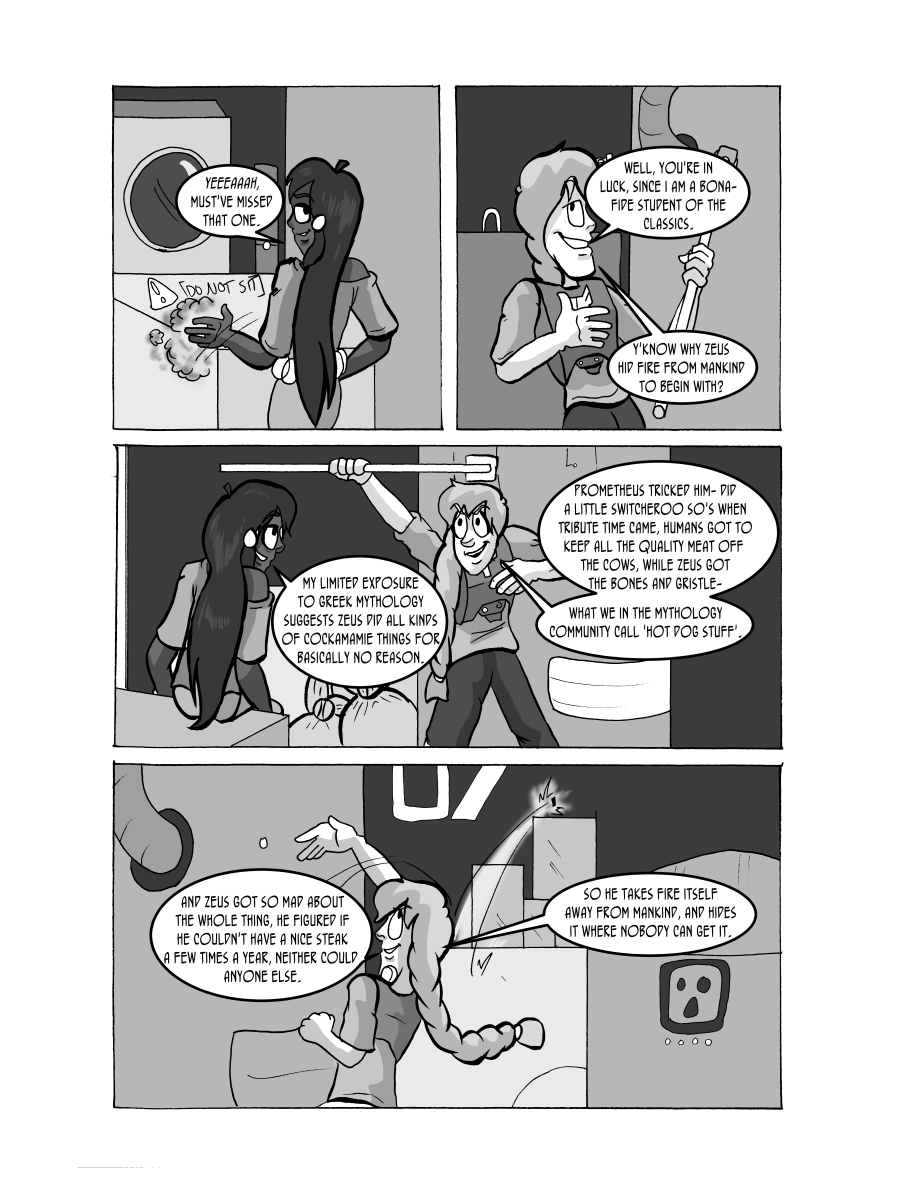 YEEEAAAH,
MUST'VE MISSED
THAT ONE.
[DO NOT SIT]
WELL, YOU'RE IN
LUCK, SINCE I AM A BONA-
FIDE STUDENT OF THE
CLASSICS.
Y'KNOW WHY ZEUS
HID FIRE FROM MANKIND
TO BEGIN WITH?
MY LIMITED EXPOSURE
TO GREEK MYTHOLOGY
SUGGESTS ZEUS DID ALL KINDS
OF COCKAMAMIE THINGS FOR
BASICALLY NO REASON.
PROMETHEUS TRICKED HIM- DID
A LITTLE SWITCHEROO SO'S WHEN
TRIBUTE TIME CAME, HUMANS GOT TO
KEEP ALL THE QUALITY MEAT OFF
THE COWS, WHILE ZEUS GOT
THE BONES AND GRISTLE-
WHAT WE IN THE MYTHOLOGY
COMMUNITY CALL 'HOT DOG STUFF'.
AND ZEUS GOT SO MAD ABOUT
THE WHOLE THING, HE FIGURED IF
HE COULDN'T HAVE A NICE STEAK
A FEW TIMES A YEAR, NEITHER COULD
ANYONE ELSE.
SO HE TAKES FIRE ITSELF
AWAY FROM MANKIND, AND HIDES
IT WHERE NOBODY CAN GET IT.